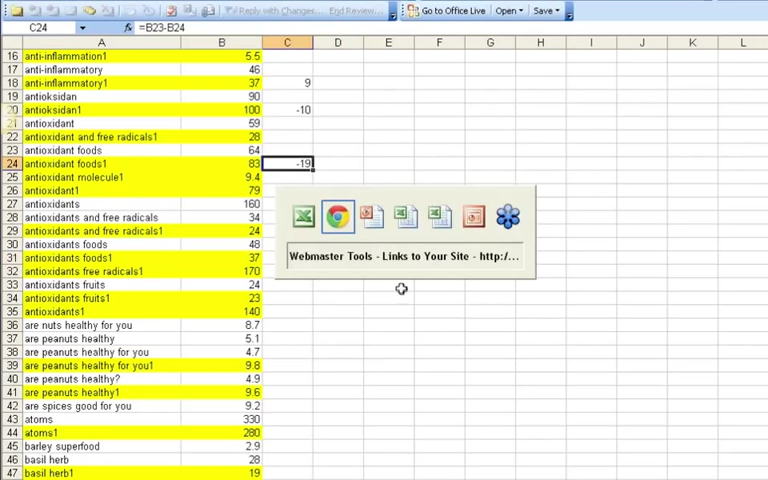 Reply with Changes... End Review...
Go to Office Live Open Save
C24 fx =B23-B24
A B C D E F G H I J K L
16 anti-inflammation1 5.5
17 anti-inflammatory 46
18 anti-inflammatory1 37 9
19 antioksidan 90
20 antioksidan1 100 -10
21 antioxidant 59
22 antioxidant and free radicals1 28
23 antioxidant foods 64
24 antioxidant foods1 83 -19
25 antioxidant molecule1 9.4
26 antioxidant1 79
27 antioxidants 160
28 antioxidants and free radicals 34
29 antioxidants and free radicals1 24
30 antioxidants foods 48
31 antioxidants foods1 37
32 antioxidants free radicals1 170
33 antioxidants fruits 24
34 antioxidants fruits1 23
35 antioxidants1 140
36 are nuts healthy for you 8.7
37 are peanuts healthy 5.1
38 are peanuts healthy for you 4.7
39 are peanuts healthy for you1 9.8
40 are peanuts healthy? 4.9
41 are peanuts healthy1 9.6
42 are spices good for you 9.2
43 atoms 330
44 atoms1 280
45 barley superfood 2.9
46 basil herb 28
47 basil herb1 19
Webmaster Tools - Links to Your Site - http:/...